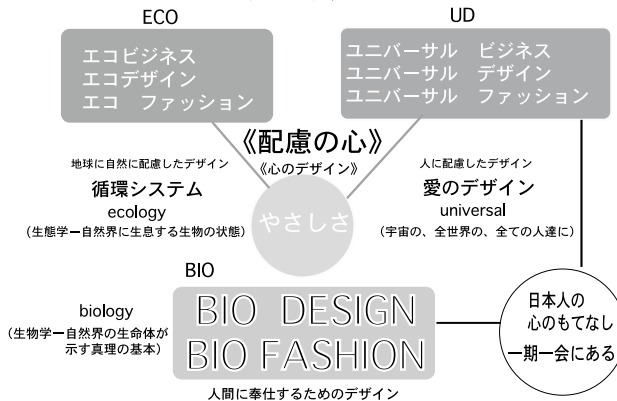 ECO
エコビジネス
エコデザイン
エコ ファッション
UD
ユニバーサル ビジネス
ユニバーサル デザイン
ユニバーサル ファッション
《配慮の心》
《心のデザイン》
やさしさ
地球に自然に配慮したデザイン
循環システム
ecology
(生態学ー自然界に生息する生物の状態)
人に配慮したデザイン
愛のデザイン
universal
(宇宙の、全世界の、全ての人達に)
BIO
biology
(生物学ー自然界の生命体が
示す真理の基本)
BIO DESIGN
BIO FASHION
人間に奉仕するためのデザイン
日本人の
心のもてなし
一期一会にある